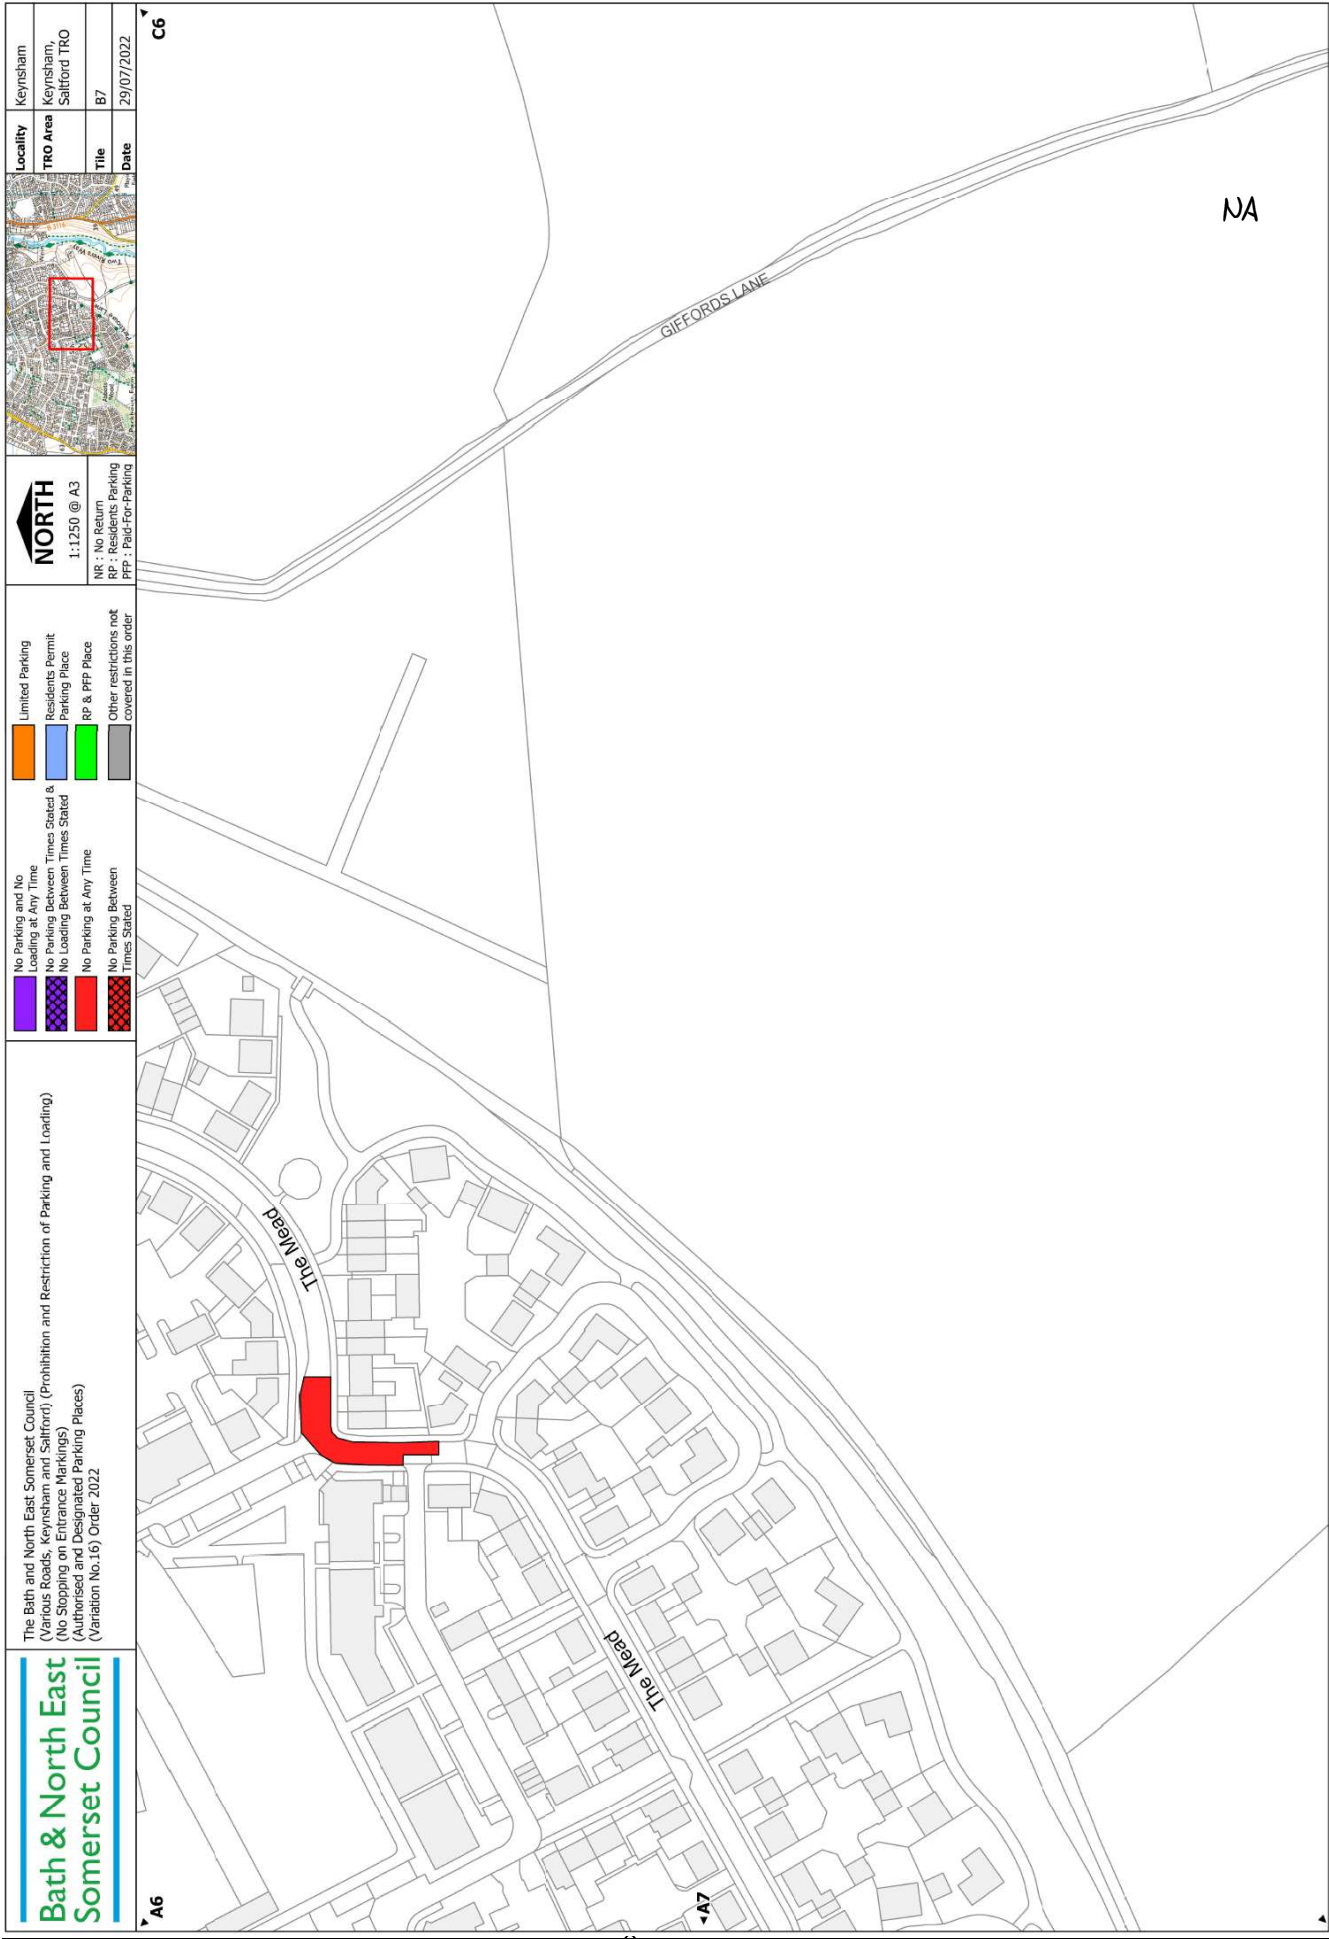 Bath & North East
Somerset Council
The Bath and North East Somerset Council
(Various Roads, Keynsham and Saltford) (Prohibition and Restriction of Parking and Loading)
(No Stopping on Entrance Markings)
(Authorised and Designated Parking Places)
(Variation No.16) Order 2022
No Parking and No
Loading at Any Time
No Parking Between Times Stated &
No Loading Between Times Stated
No Parking at Any Time
No Parking Between
Times Stated
Limited Parking
Residents Permit
Parking Place
RP & PFP Place
Other restrictions not
covered in this order
NORTH
1:1250 @ A3
NR : No Return
RP : Residents Parking
PFP : Paid-For-Parking
Locality Keynsham
TRO Area Keynsham,
Saltford TRO
Tile B7
Date 29/07/2022
A6
C6
The Mead
The Mead
GIFFORDS LANE
A7
NA